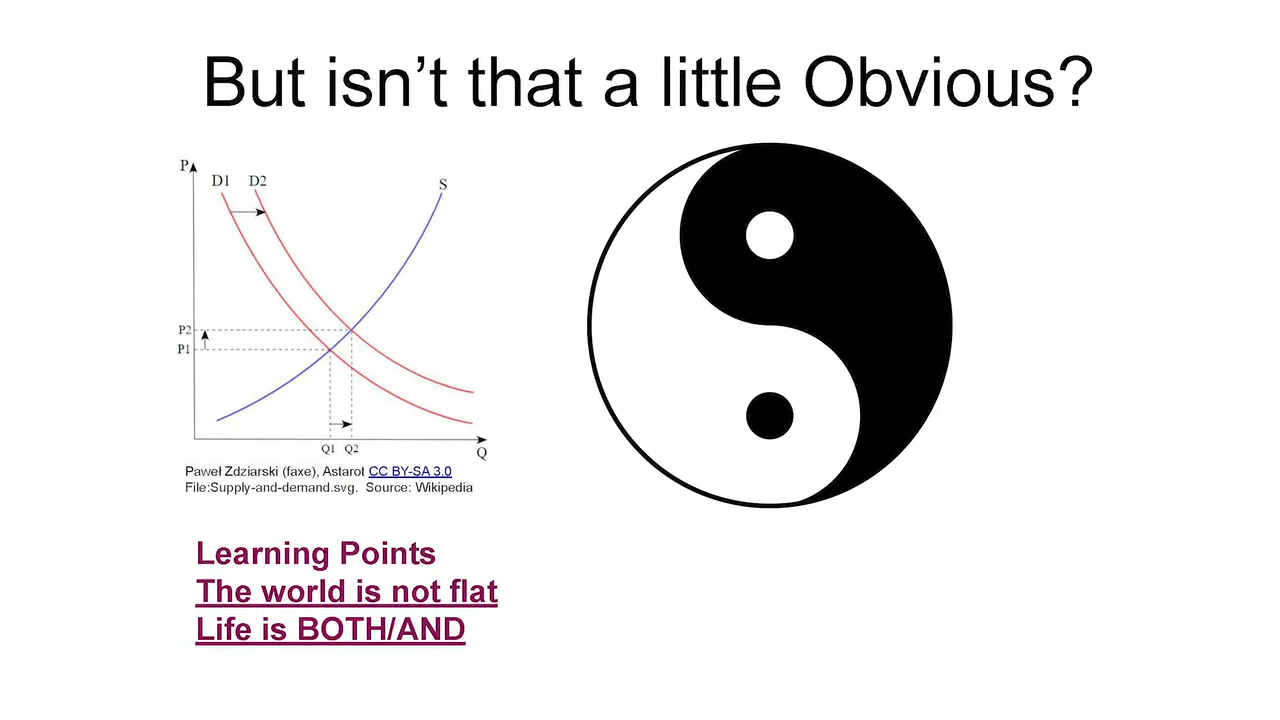 But isn’t that a little Obvious?
P
D1 D2 S
P2
P1
Q1 Q2 Q
Paweł Zdziarski (faxe), Astarot CC BY-SA 3.0
File:Supply-and-demand.svg. Source: Wikipedia
Learning Points
The world is not flat
Life is BOTH/AND